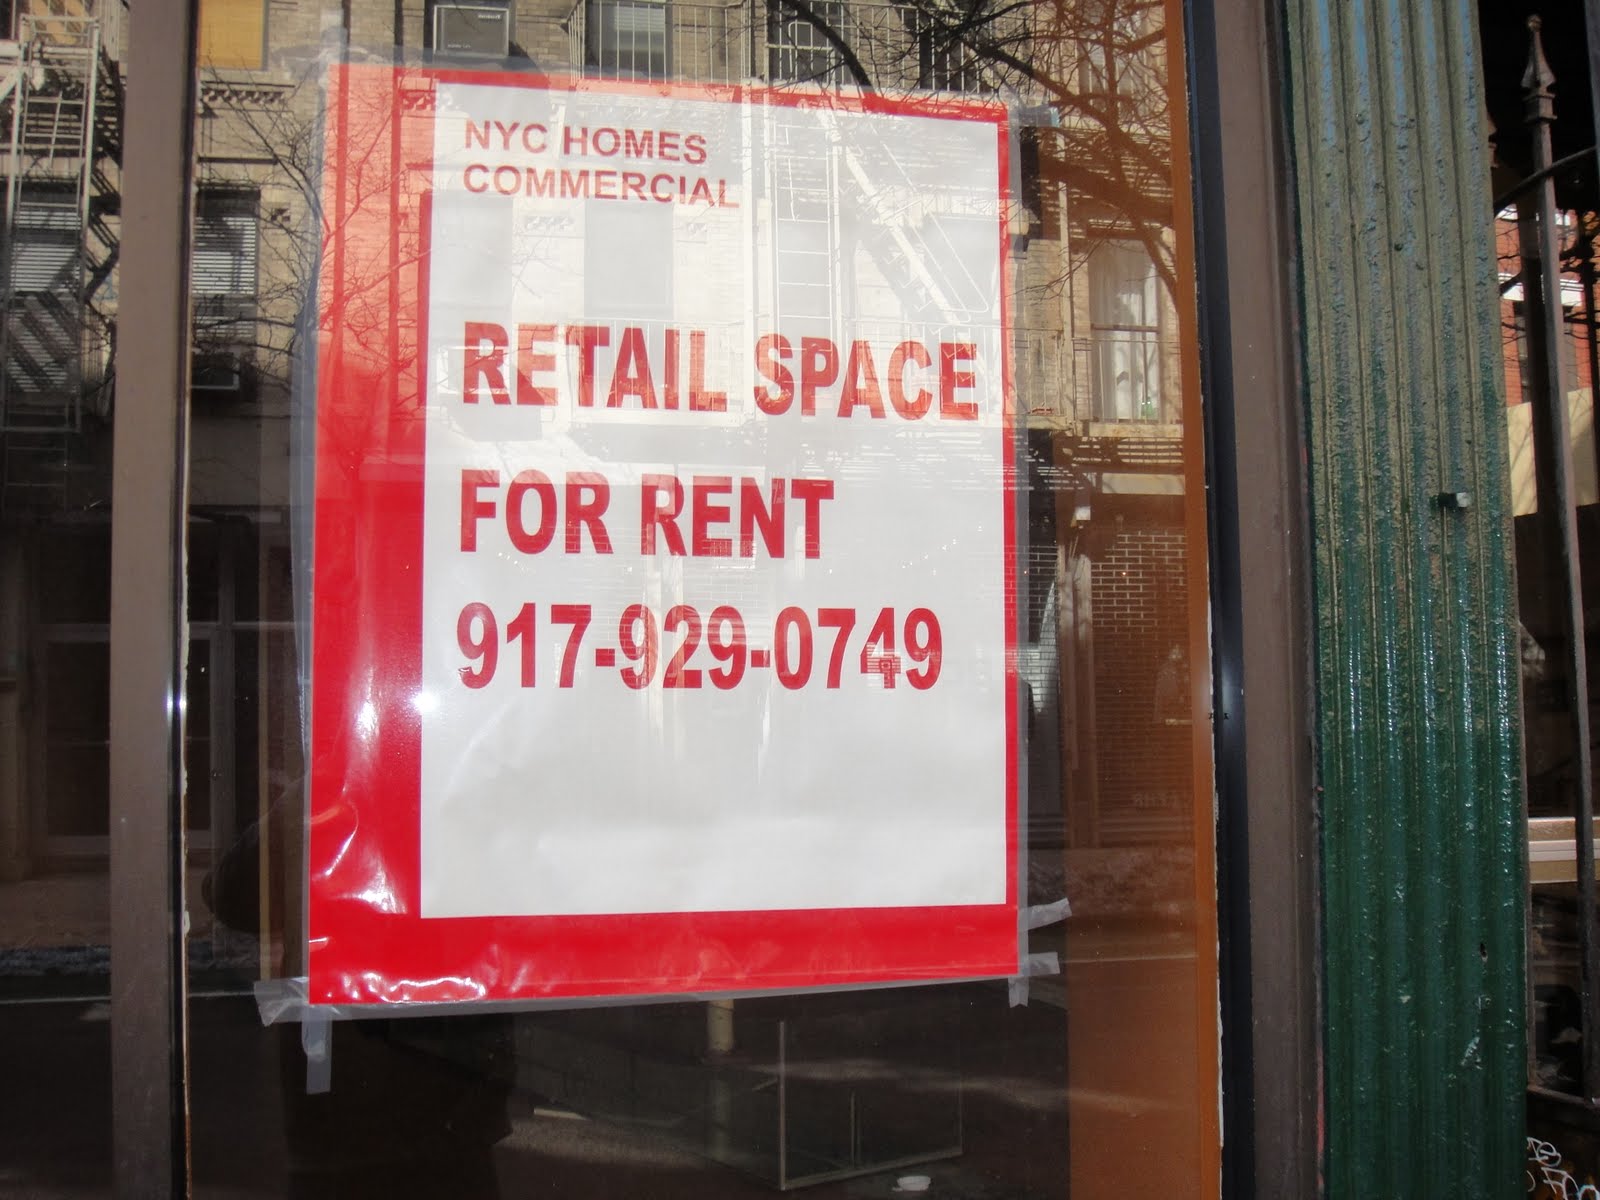 NYC HOMES
COMMERCIAL
RETAIL SPACE
FOR RENT
917-929-0749